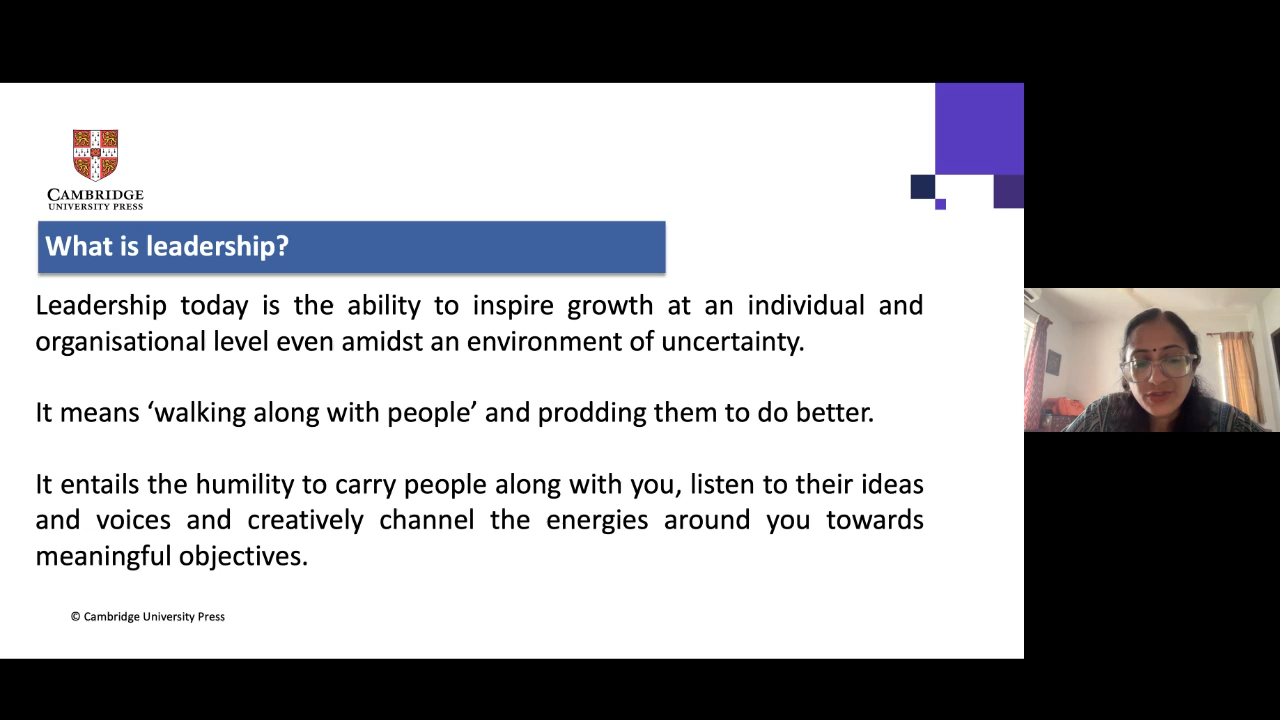 CAMBRIDGE
UNIVERSITY PRESS
What is leadership?
Leadership today is the ability to inspire growth at an individual and
organisational level even amidst an environment of uncertainty.
It means ‘walking along with people’ and prodding them to do better.
It entails the humility to carry people along with you, listen to their ideas
and voices and creatively channel the energies around you towards
meaningful objectives.
© Cambridge University Press